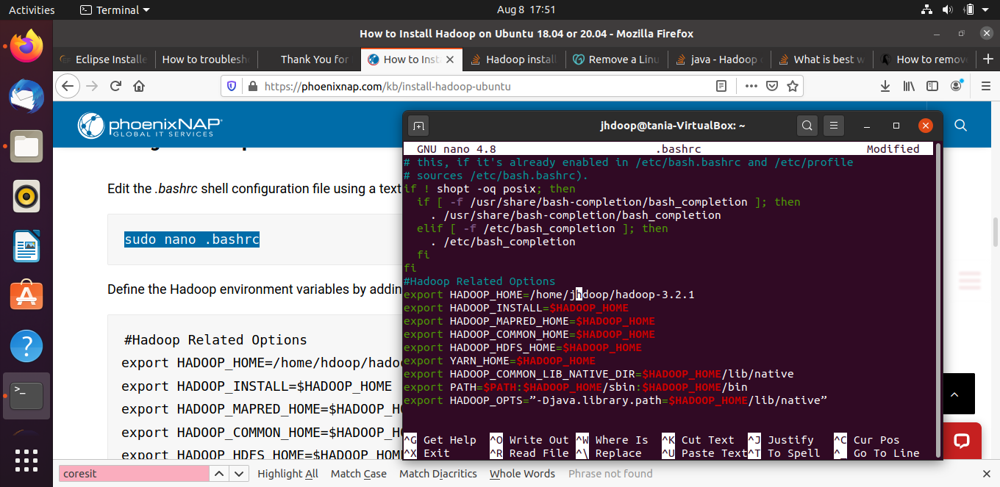 Activities
Terminal
Aug 8 17:51
How to Install Hadoop on Ubuntu 18.04 or 20.04 - Mozilla Firefox
Eclipse Installe
How to troublesh
Thank You for
How to Inst
Hadoop instal
Remove a Linu
java - Hadoop
What is best w
How to remov
https://phoenixnap.com/kb/install-hadoop-ubuntu
phoenixNAP
GLOBAL IT SERVICES
Edit the .bashrc shell configuration file using a text
sudo nano .bashrc
Define the Hadoop environment variables by addin
#Hadoop Related Options
export HADOOP_HOME=/home/hdoop/hadoo
export HADOOP_INSTALL=$HADOOP_HOME
export HADOOP_MAPRED_HOME=$HADOOP_HO
export HADOOP_COMMON_HOME=$HADOOP_HO
export HADOOP_HDFS_HOME=$HADOOP_HOM
jhdoop@tania-VirtualBox: ~
GNU nano 4.8 .bashrc Modified
# this, if it's already enabled in /etc/bash.bashrc and /etc/profile
# sources /etc/bash.bashrc).
if ! shopt -oq posix; then
if [ -f /usr/share/bash-completion/bash_completion ]; then
. /usr/share/bash-completion/bash_completion
elif [ -f /etc/bash_completion ]; then
. /etc/bash_completion
fi
fi
#Hadoop Related Options
export HADOOP_HOME=/home/jhdoop/hadoop-3.2.1
export HADOOP_INSTALL=$HADOOP_HOME
export HADOOP_MAPRED_HOME=$HADOOP_HOME
export HADOOP_COMMON_HOME=$HADOOP_HOME
export HADOOP_HDFS_HOME=$HADOOP_HOME
export YARN_HOME=$HADOOP_HOME
export HADOOP_COMMON_LIB_NATIVE_DIR=$HADOOP_HOME/lib/native
export PATH=$PATH:$HADOOP_HOME/sbin:$HADOOP_HOME/bin
export HADOOP_OPTS=”-Djava.library.path=$HADOOP_HOME/lib/native”
^G Get Help ^O Write Out ^W Where Is ^K Cut Text ^J Justify ^C Cur Pos
^X Exit ^R Read File ^\ Replace ^U Paste Text ^T To Spell ^_ Go To Line
coresit
Highlight All
Match Case
Match Diacritics
Whole Words
Phrase not found